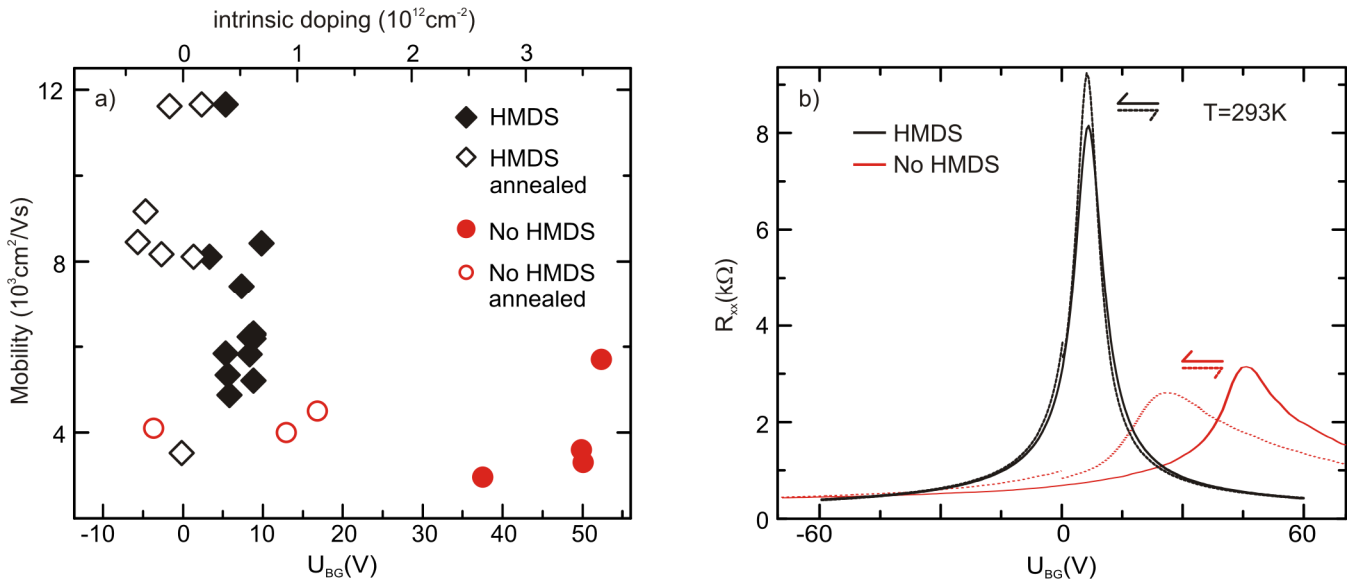 intrinsic doping (10¹²cm⁻²)
0 1 2 3
a)
12
8
4
Mobility (10³cm²/Vs)
HMDS
HMDS
annealed
No HMDS
No HMDS
annealed
-10 0 10 20 30 40 50
U_BG(V)
b)
T=293K
HMDS
No HMDS
8
6
4
2
0
R_xx(kΩ)
-60 0 60
U_BG(V)